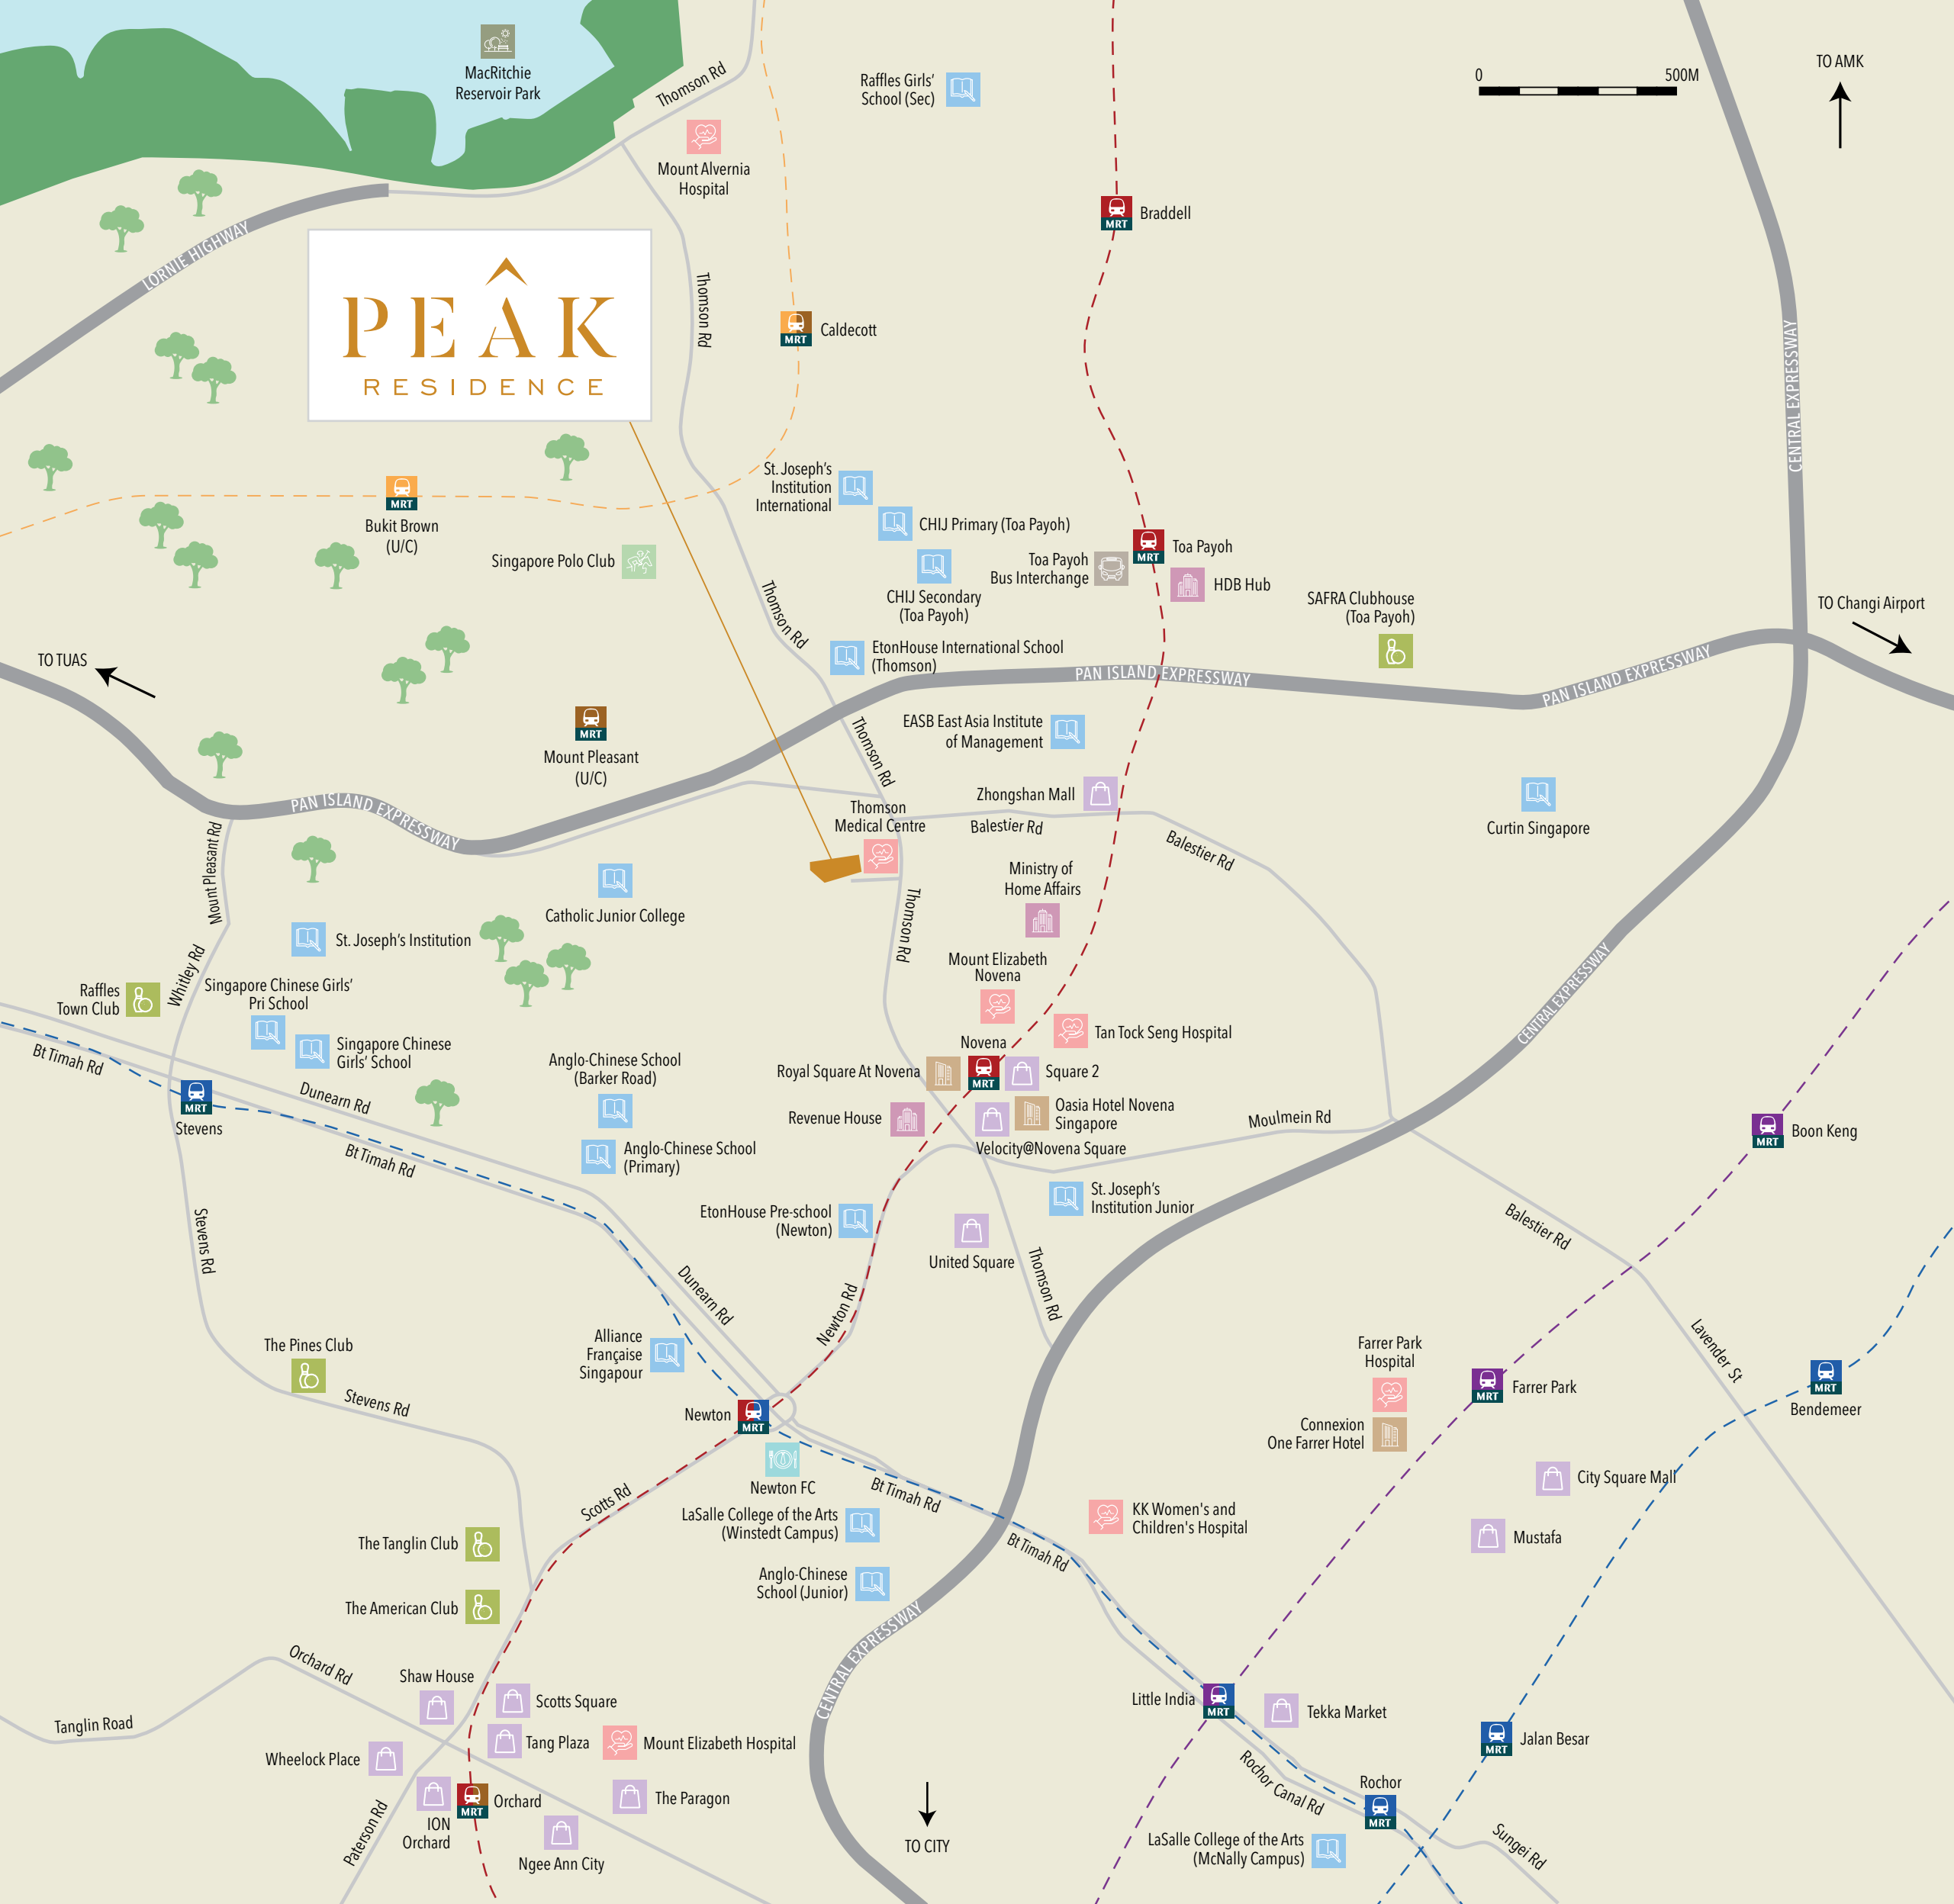 MacRitchie
Reservoir Park
Thomson Rd
Raffles Girls'
School (Sec)
0
500M
TO AMK
Mount Alvernia
Hospital
LORNIE HIGHWAY
Braddell
PEÂK
RESIDENCE
Thomson Rd
MRT
Caldecott
MRT
CENTRAL EXPRESSWAY
St. Joseph's
Institution
International
MRT
Bukit Brown
(U/C)
CHIJ Primary (Toa Payoh)
Singapore Polo Club
CHIJ Secondary
(Toa Payoh)
Toa Payoh
Bus Interchange
MRT
Toa Payoh
HDB Hub
SAFRA Clubhouse
(Toa Payoh)
TO Changi Airport
Thomson Rd
EtonHouse International School
(Thomson)
TO TUAS
PAN ISLAND EXPRESSWAY
PAN ISLAND EXPRESSWAY
MRT
Mount Pleasant
(U/C)
Thomson Rd
EASB East Asia Institute
of Management
Zhongshan Mall
PAN ISLAND EXPRESSWAY
Thomson
Medical Centre
Balestier Rd
Balestier Rd
Curtin Singapore
Mount Pleasant Rd
Catholic Junior College
Ministry of
Home Affairs
Thomson Rd
St. Joseph's Institution
Whitley Rd
Mount Elizabeth
Novena
CENTRAL EXPRESSWAY
Raffles
Town Club
Singapore Chinese Girls'
Pri School
Singapore Chinese
Girls' School
Tan Tock Seng Hospital
Bt Timah Rd
Anglo-Chinese School
(Barker Road)
Novena
MRT
Royal Square At Novena
Square 2
MRT
Stevens
Dunearn Rd
Revenue House
Oasia Hotel Novena
Singapore
Velocity@Novena Square
Moulmein Rd
MRT
Boon Keng
Bt Timah Rd
Anglo-Chinese School
(Primary)
St. Joseph's
Institution Junior
Stevens Rd
EtonHouse Pre-school
(Newton)
United Square
Balestier Rd
Dunearn Rd
Newton Rd
Thomson Rd
The Pines Club
Alliance
Française
Singapour
Farrer Park
Hospital
MRT
Farrer Park
Lavender St
MRT
Bendemeer
Stevens Rd
Newton
MRT
Connexion
One Farrer Hotel
Newton FC
City Square Mall
Scotts Rd
Bt Timah Rd
LaSalle College of the Arts
(Winstedt Campus)
KK Women's and
Children's Hospital
Mustafa
The Tanglin Club
Bt Timah Rd
Anglo-Chinese
School (Junior)
The American Club
CENTRAL EXPRESSWAY
Orchard Rd
Shaw House
Scotts Square
Little India
MRT
Tekka Market
Tanglin Road
Tang Plaza
Mount Elizabeth Hospital
MRT
Jalan Besar
Wheelock Place
Rochor Canal Rd
Rochor
MRT
ION
Orchard
MRT
Orchard
The Paragon
Paterson Rd
Ngee Ann City
TO CITY
LaSalle College of the Arts
(McNally Campus)
Sungei Rd